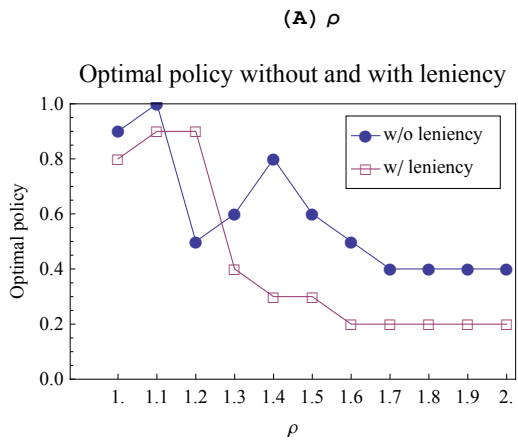 (A) ρ
Optimal policy without and with leniency
1.0
0.8
0.6
0.4
0.2
0.0
Optimal policy
w/o leniency
w/ leniency
1. 1.1 1.2 1.3 1.4 1.5 1.6 1.7 1.8 1.9 2.
ρ